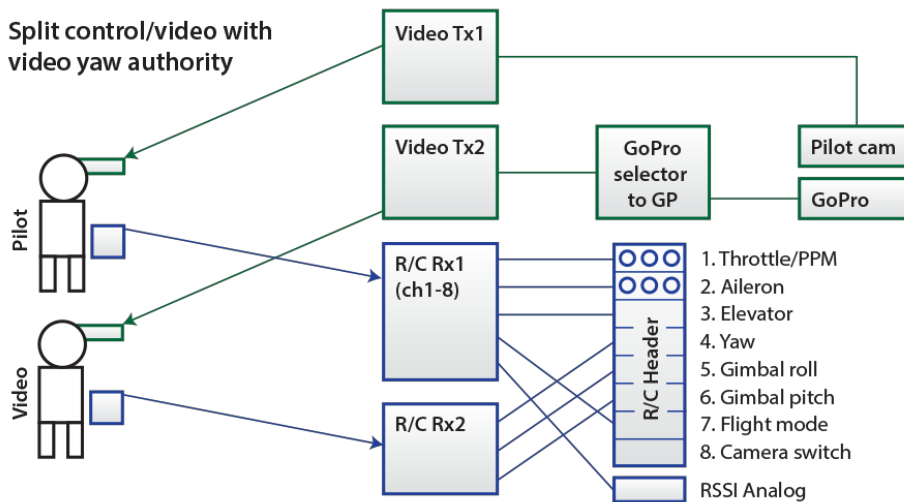 Split control/video with
video yaw authority
Video Tx1
Video Tx2
GoPro
selector
to GP
Pilot cam
GoPro
Pilot
Video
R/C Rx1
(ch1-8)
R/C Rx2
R/C Header
1. Throttle/PPM
2. Aileron
3. Elevator
4. Yaw
5. Gimbal roll
6. Gimbal pitch
7. Flight mode
8. Camera switch
RSSI Analog